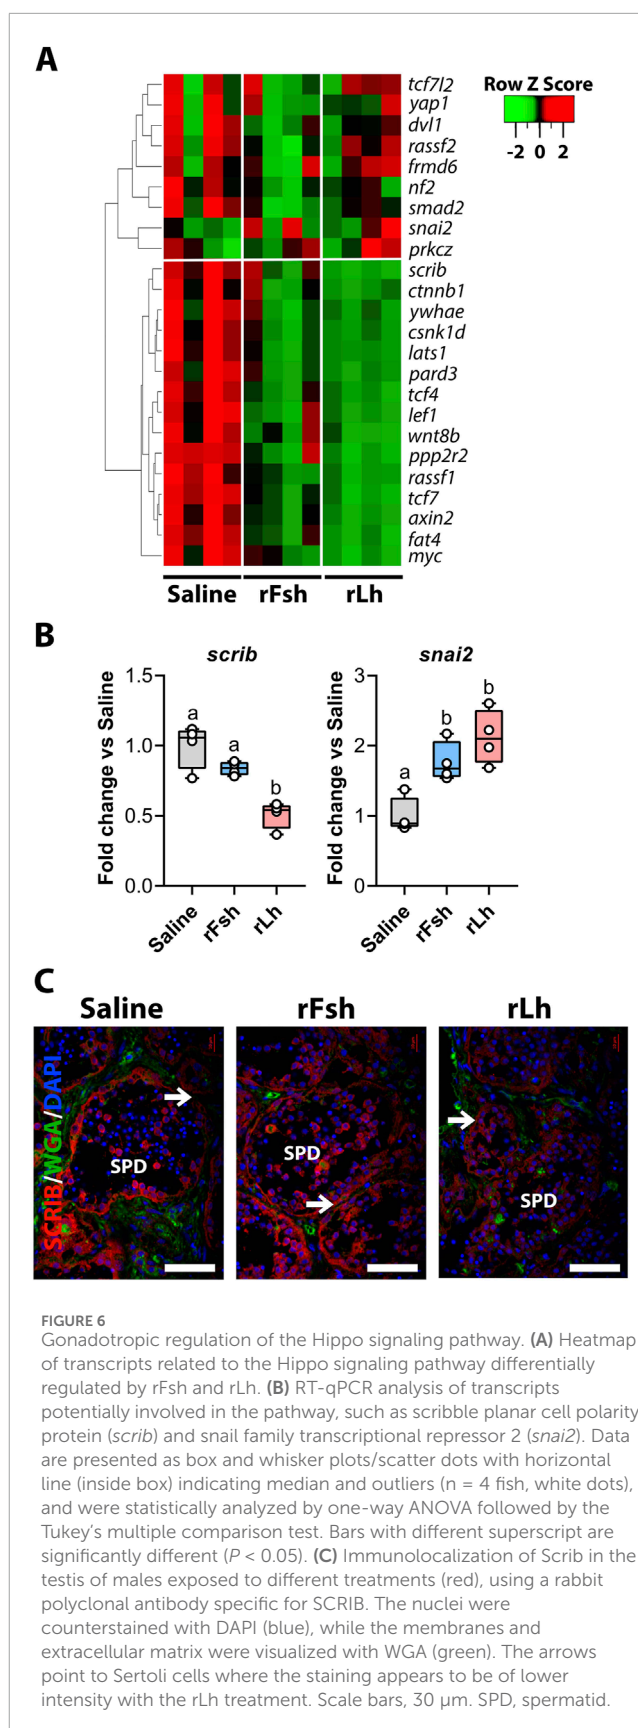 A
Row Z Score
-2 0 2
tcf7l2
yap1
dvl1
rassf2
frmd6
nf2
smad2
snai2
prkcz
scrib
ctnnb1
ywhae
csnk1d
lats1
pard3
tcf4
lef1
wnt8b
ppp2r2
rassf1
tcf7
axin2
fat4
myc
Saline rFsh rLh
B
scrib
Fold change vs Saline
1.5
1.0
0.5
0.0
a
a
b
Saline
rFsh
rLh
snai2
Fold change vs Saline
3
2
1
0
a
b
b
Saline
rFsh
rLh
C
Saline rFsh rLh
SCRIB/WGA/DAPI
SPD
SPD
SPD
FIGURE 6
Gonadotropic regulation of the Hippo signaling pathway. (A) Heatmap
of transcripts related to the Hippo signaling pathway differentially
regulated by rFsh and rLh. (B) RT-qPCR analysis of transcripts
potentially involved in the pathway, such as scribble planar cell polarity
protein (scrib) and snail family transcriptional repressor 2 (snai2). Data
are presented as box and whisker plots/scatter dots with horizontal
line (inside box) indicating median and outliers (n = 4 fish, white dots),
and were statistically analyzed by one-way ANOVA followed by the
Tukey's multiple comparison test. Bars with different superscript are
significantly different (P < 0.05). (C) Immunolocalization of Scrib in the
testis of males exposed to different treatments (red), using a rabbit
polyclonal antibody specific for SCRIB. The nuclei were
counterstained with DAPI (blue), while the membranes and
extracellular matrix were visualized with WGA (green). The arrows
point to Sertoli cells where the staining appears to be of lower
intensity with the rLh treatment. Scale bars, 30 µm. SPD, spermatid.